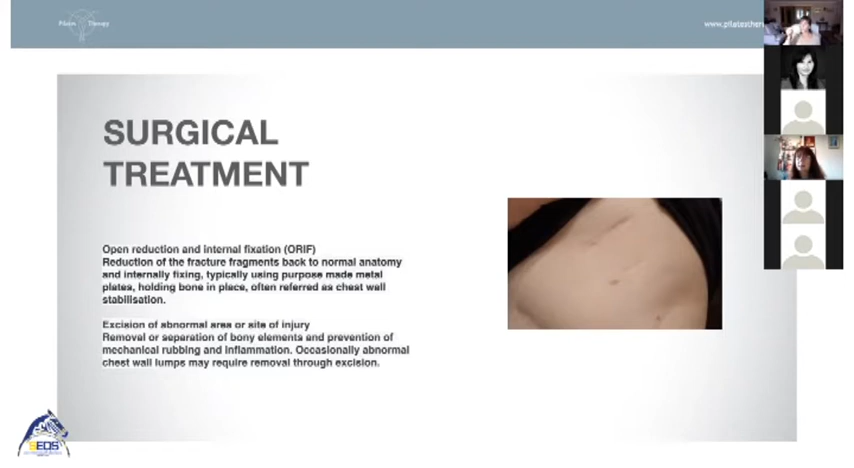 Pilates Therapy
www.pilatesther
SURGICAL
TREATMENT
Open reduction and internal fixation (ORIF)
Reduction of the fracture fragments back to normal anatomy
and internally fixing, typically using purpose made metal
plates, holding bone in place, often referred as chest wall
stabilisation.
Excision of abnormal area or site of injury
Removal or separation of bony elements and prevention of
mechanical rubbing and inflammation. Occasionally abnormal
chest wall lumps may require removal through excision.
SEDS